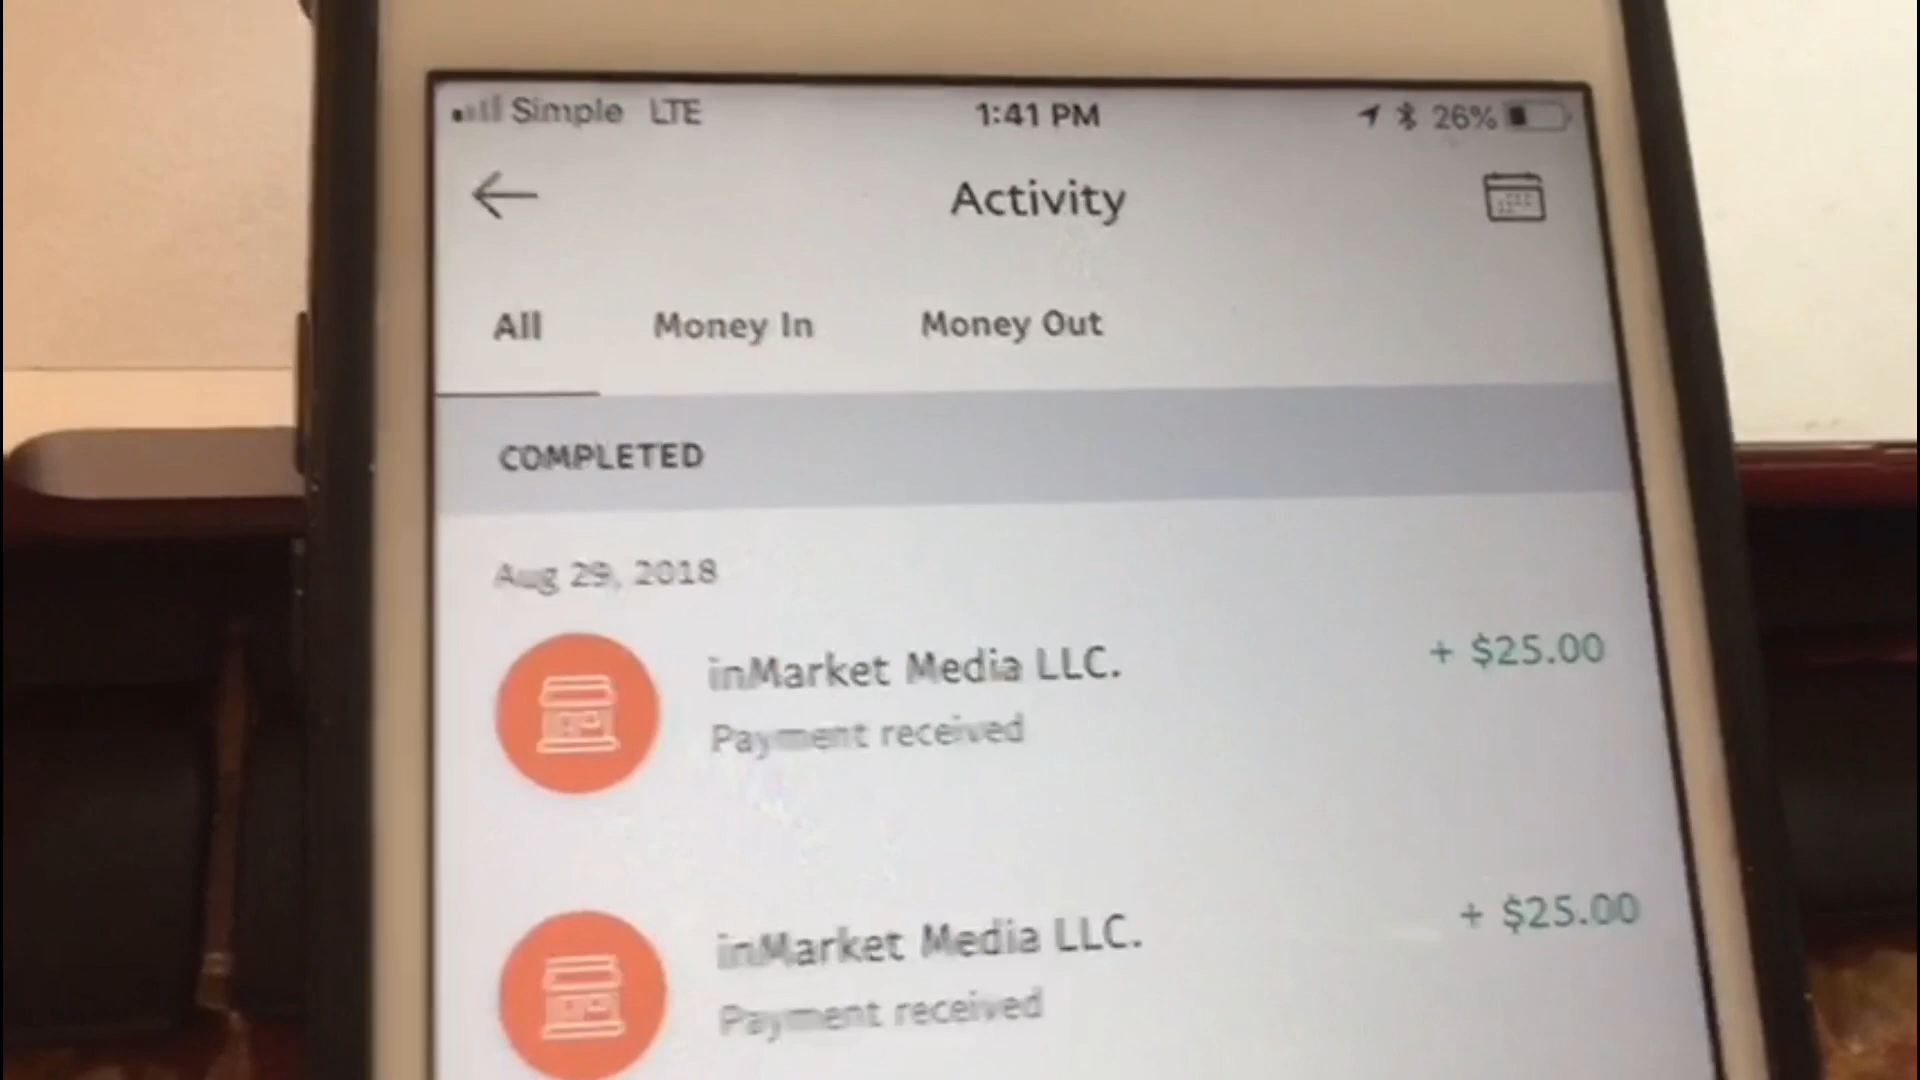 Simple LTE 1:41 PM 26%
Activity
All Money In Money Out
COMPLETED
Aug 29, 2018
inMarket Media LLC. + $25.00
Payment received
inMarket Media LLC. + $25.00
Payment received